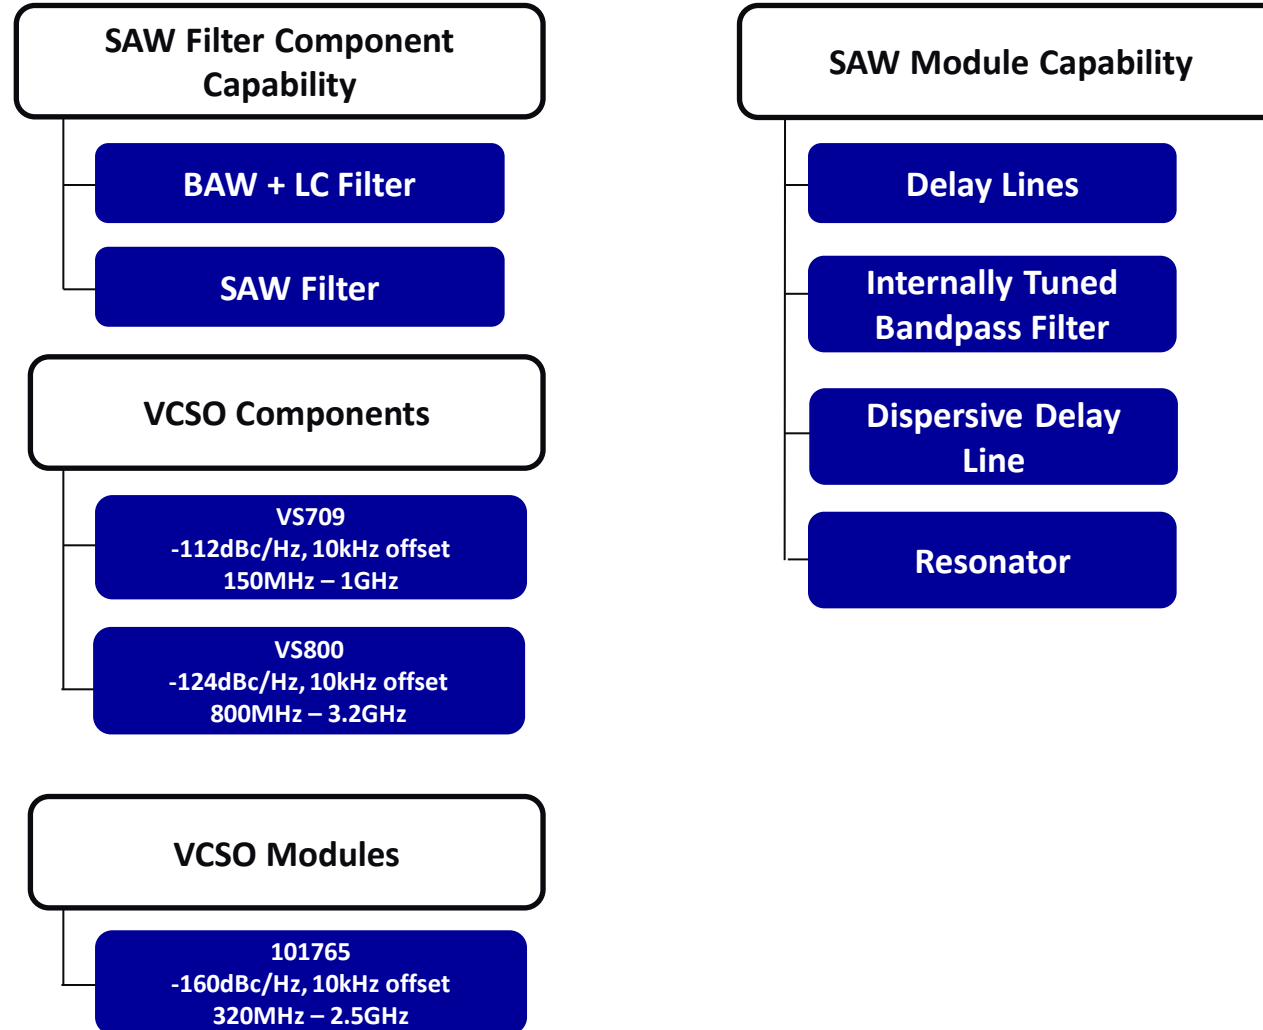 SAW Filter Component
Capability
BAW + LC Filter
SAW Filter
VCSO Components
VS709
-112dBc/Hz, 10kHz offset
150MHz – 1GHz
VS800
-124dBc/Hz, 10kHz offset
800MHz – 3.2GHz
VCSO Modules
101765
-160dBc/Hz, 10kHz offset
320MHz – 2.5GHz
SAW Module Capability
Delay Lines
Internally Tuned
Bandpass Filter
Dispersive Delay
Line
Resonator